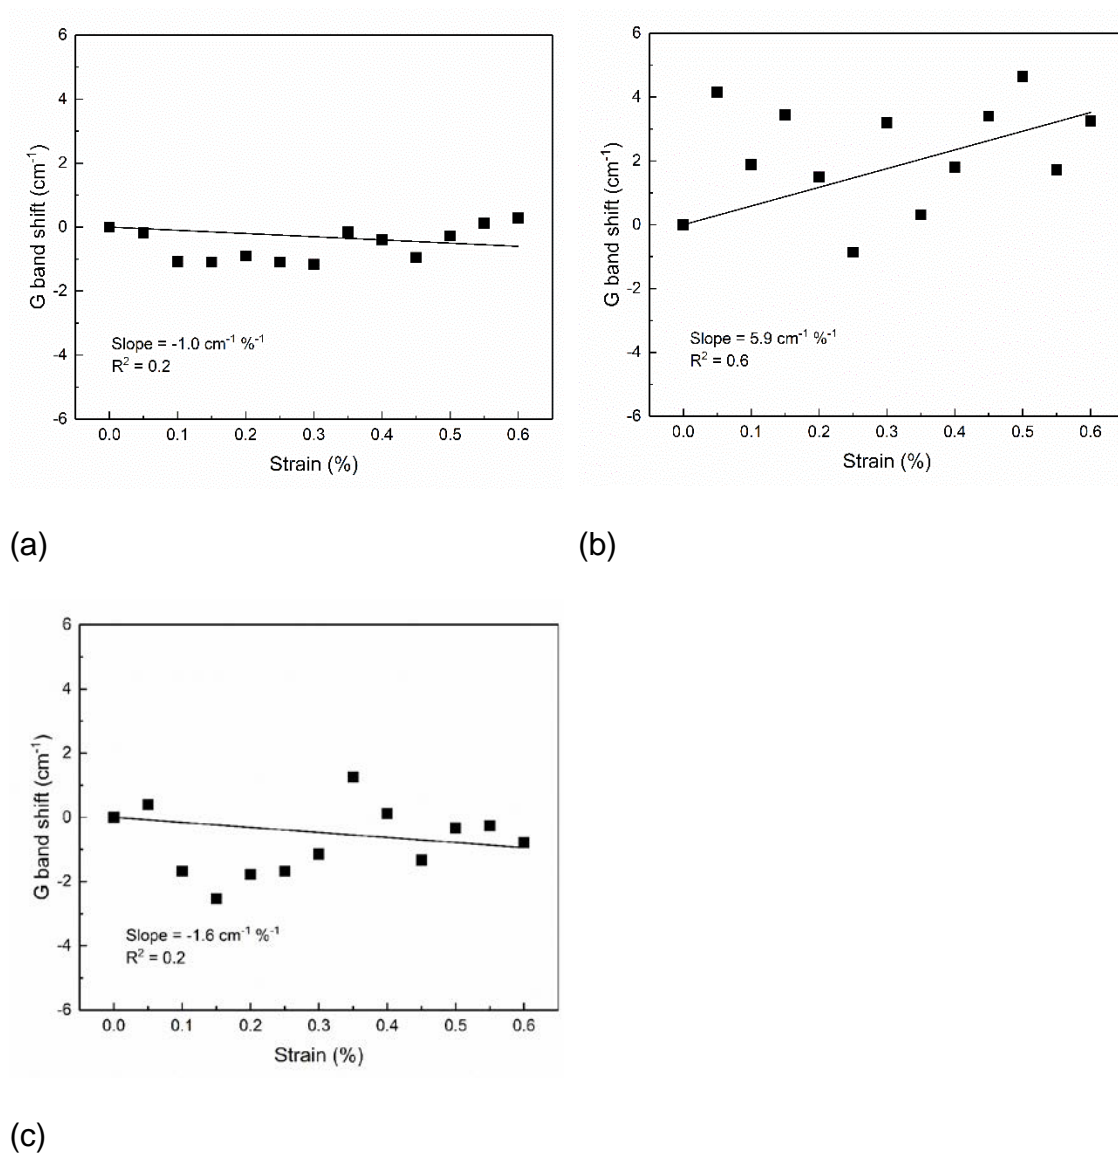 6
4
2
0
-2
-4
-6
G band shift (cm⁻¹)
Slope = -1.0 cm⁻¹ %⁻¹
R² = 0.2
0.0 0.1 0.2 0.3 0.4 0.5 0.6
Strain (%)
(a)
6
4
2
0
-2
-4
-6
G band shift (cm⁻¹)
Slope = 5.9 cm⁻¹ %⁻¹
R² = 0.6
0.0 0.1 0.2 0.3 0.4 0.5 0.6
Strain (%)
(b)
6
4
2
0
-2
-4
-6
G band shift (cm⁻¹)
Slope = -1.6 cm⁻¹ %⁻¹
R² = 0.2
0.0 0.1 0.2 0.3 0.4 0.5 0.6
Strain (%)
(c)